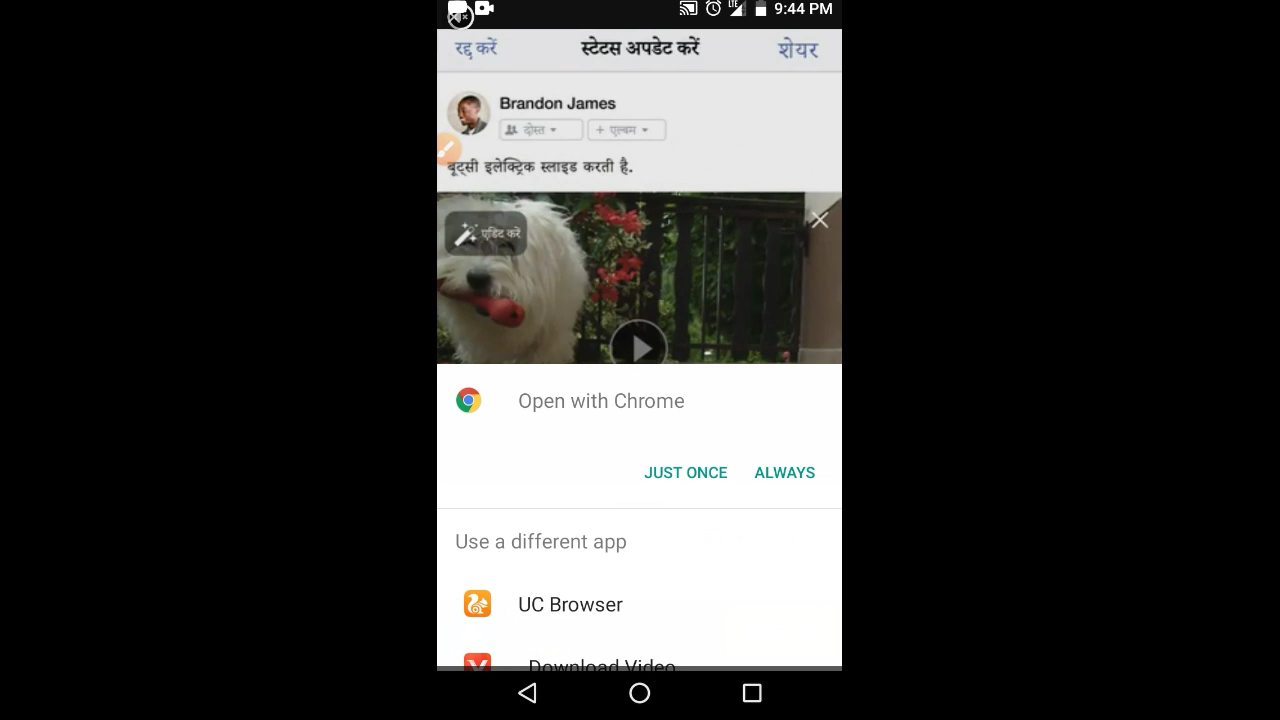 LTE 9:44 PM
रद्द करें स्टेटस अपडेट करें शेयर
Brandon James
दोस्त + एल्बम
बूट्सी इलेक्ट्रिक स्लाइड करती है.
एडिट करें
Open with Chrome
JUST ONCE ALWAYS
Use a different app
UC Browser
Download Video